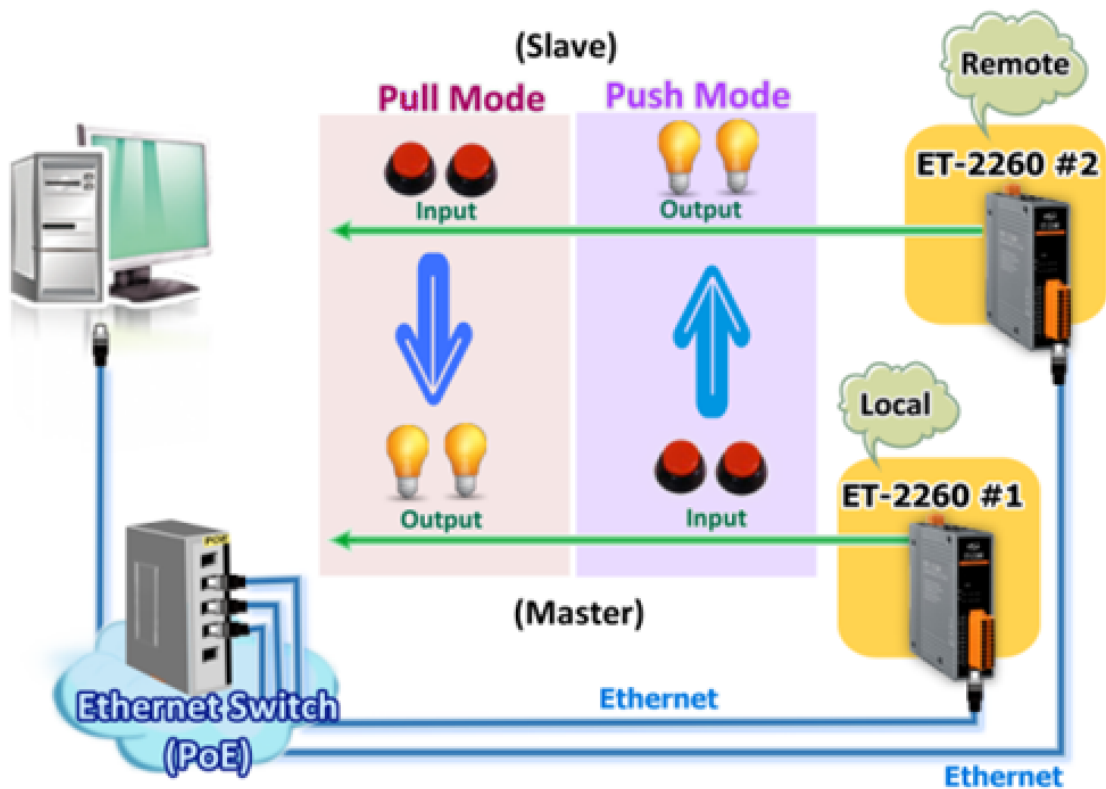 (Slave)
Remote
Pull Mode
Push Mode
ET-2260 #2
Input
Output
Local
ET-2260 #1
Output
Input
POE
(Master)
Ethernet Switch
(PoE)
Ethernet
Ethernet